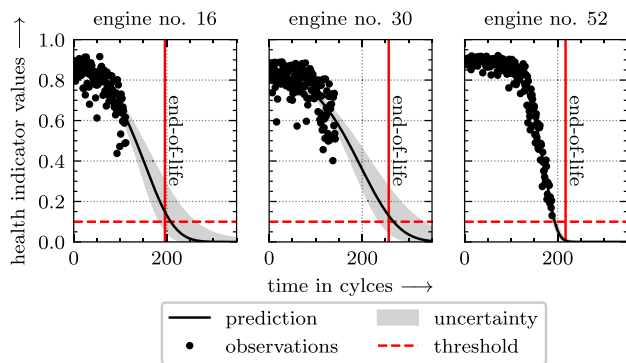 engine no. 16 engine no. 30 engine no. 52
health indicator values ⟶
1.0
0.8
0.6
0.4
0.2
0.0
end-of-life
end-of-life
end-of-life
0 200 0 200 0 200
time in cylces ⟶
prediction uncertainty
observations threshold